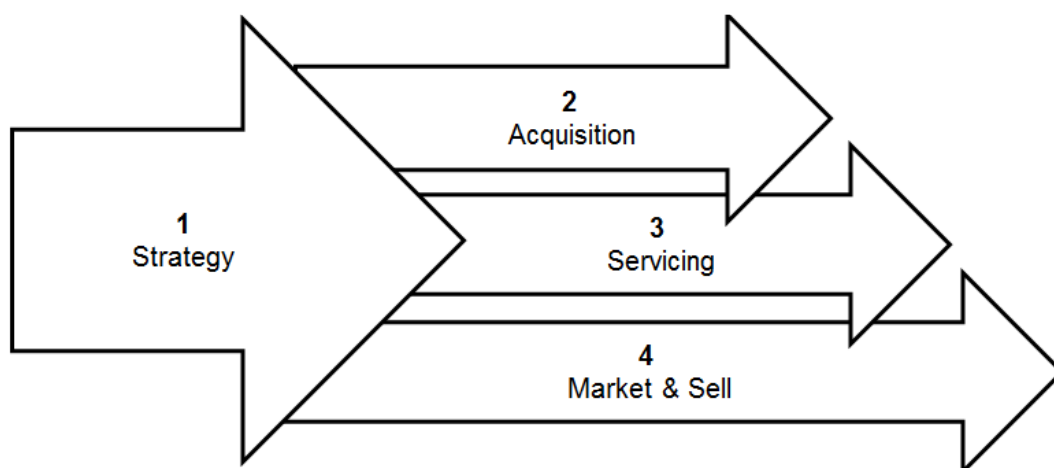 1
Strategy
2
Acquisition
3
Servicing
4
Market & Sell